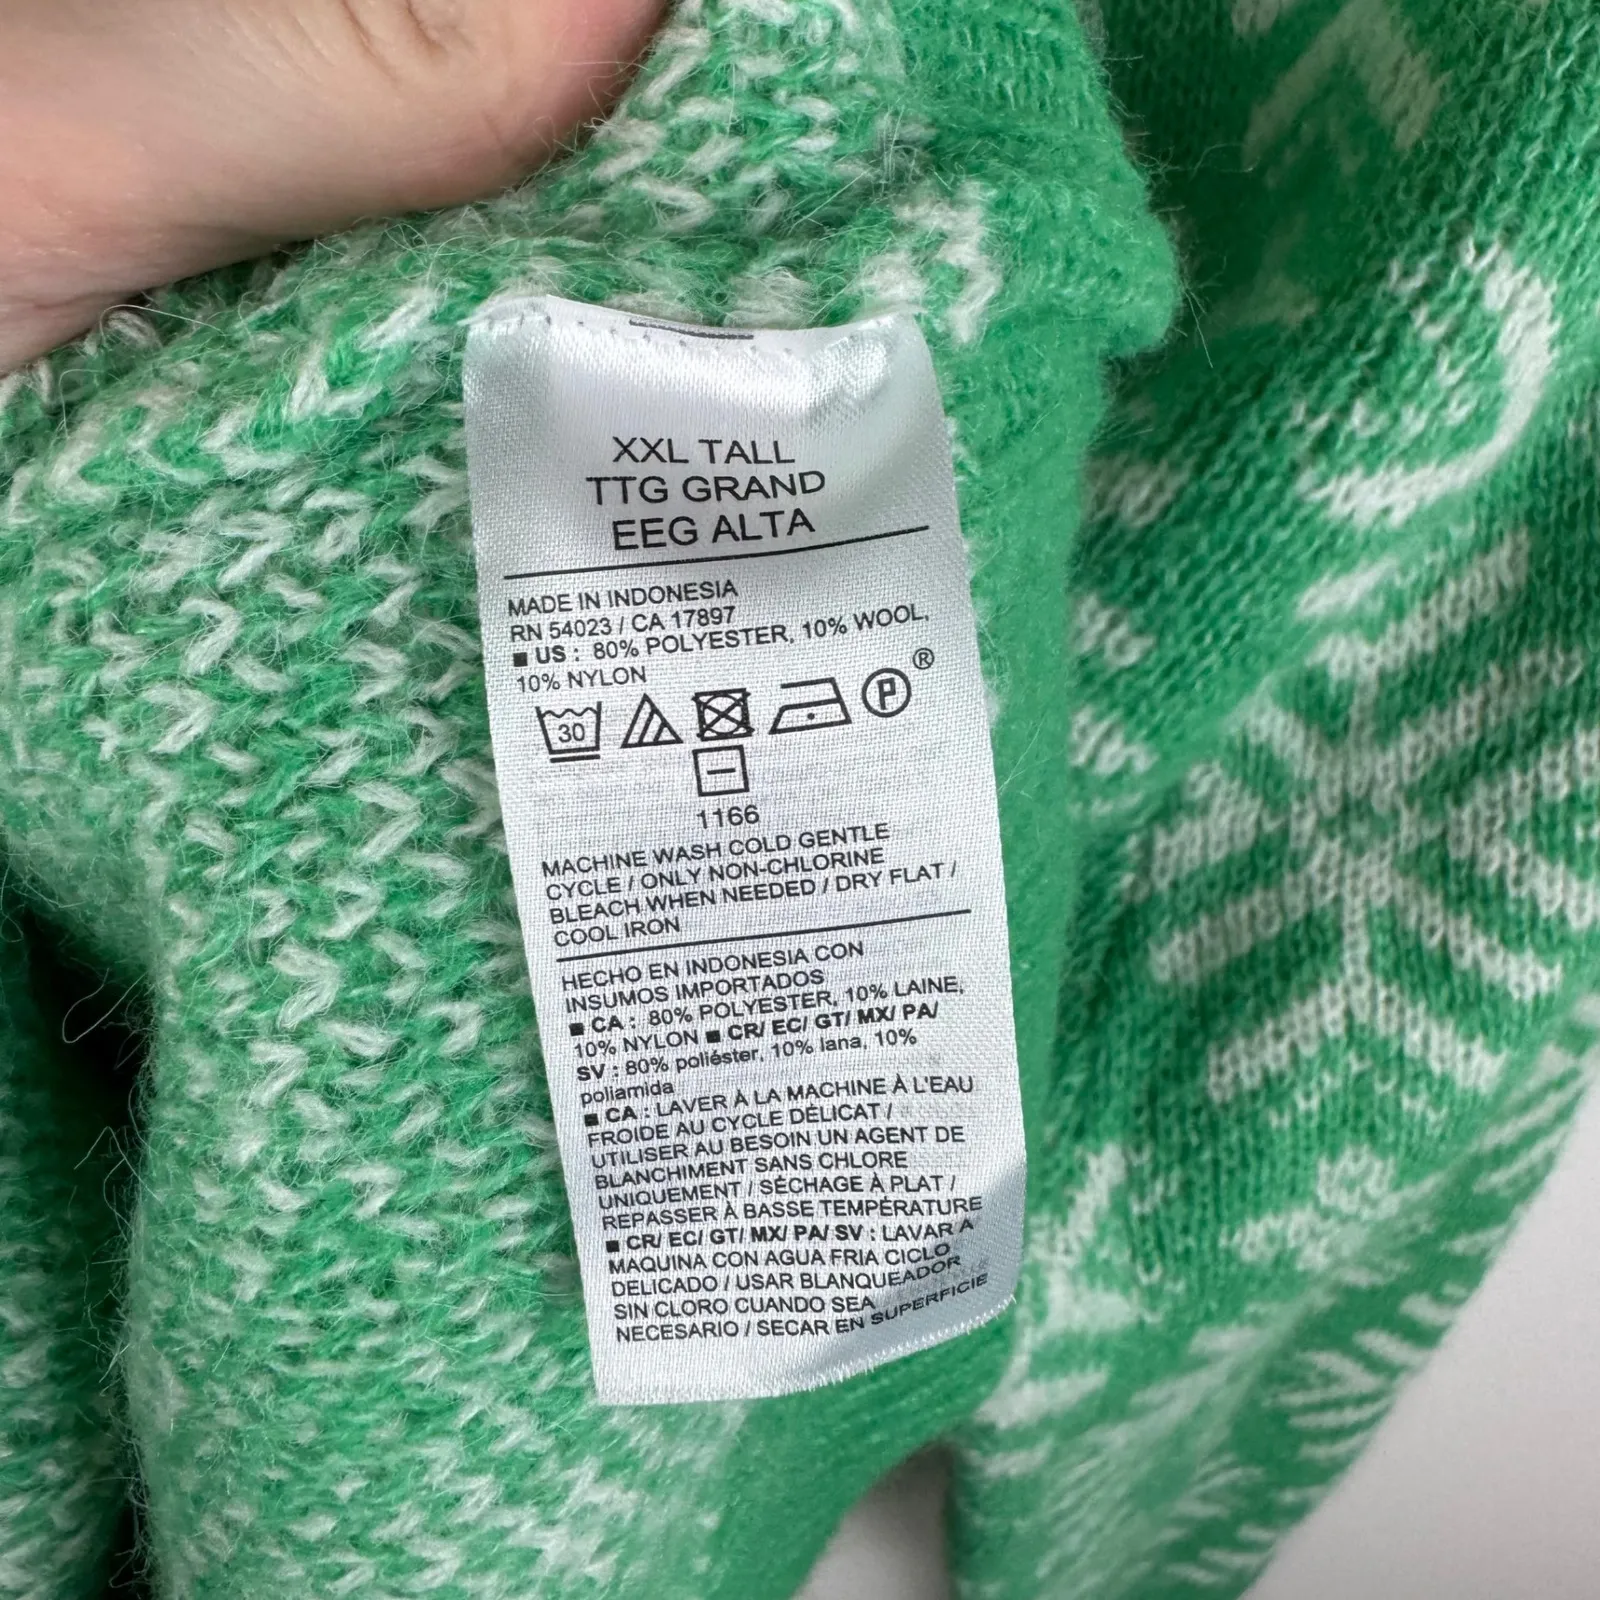 XXL TALL
TTG GRAND
EEG ALTA
MADE IN INDONESIA
RN 54023 / CA 17897
■ US : 80% POLYESTER, 10% WOOL,
10% NYLON
30 P ®
1166
MACHINE WASH COLD GENTLE
CYCLE / ONLY NON-CHLORINE
BLEACH WHEN NEEDED / DRY FLAT /
COOL IRON
HECHO EN INDONESIA CON
INSUMOS IMPORTADOS
■ CA : 80% POLYESTER, 10% LAINE,
10% NYLON ■ CR/ EC/ GT/ MX/ PA/
SV : 80% poliéster, 10% lana, 10%
poliamida
■ CA : LAVER À LA MACHINE À L'EAU
FROIDE AU CYCLE DÉLICAT /
UTILISER AU BESOIN UN AGENT DE
BLANCHIMENT SANS CHLORE
UNIQUEMENT / SÉCHAGE À PLAT /
REPASSER À BASSE TEMPÉRATURE
■ CR/ EC/ GT/ MX/ PA/ SV : LAVAR A
MAQUINA CON AGUA FRIA CICLO
DELICADO / USAR BLANQUEADOR
SIN CLORO CUANDO SEA
NECESARIO / SECAR EN SUPERFICIE